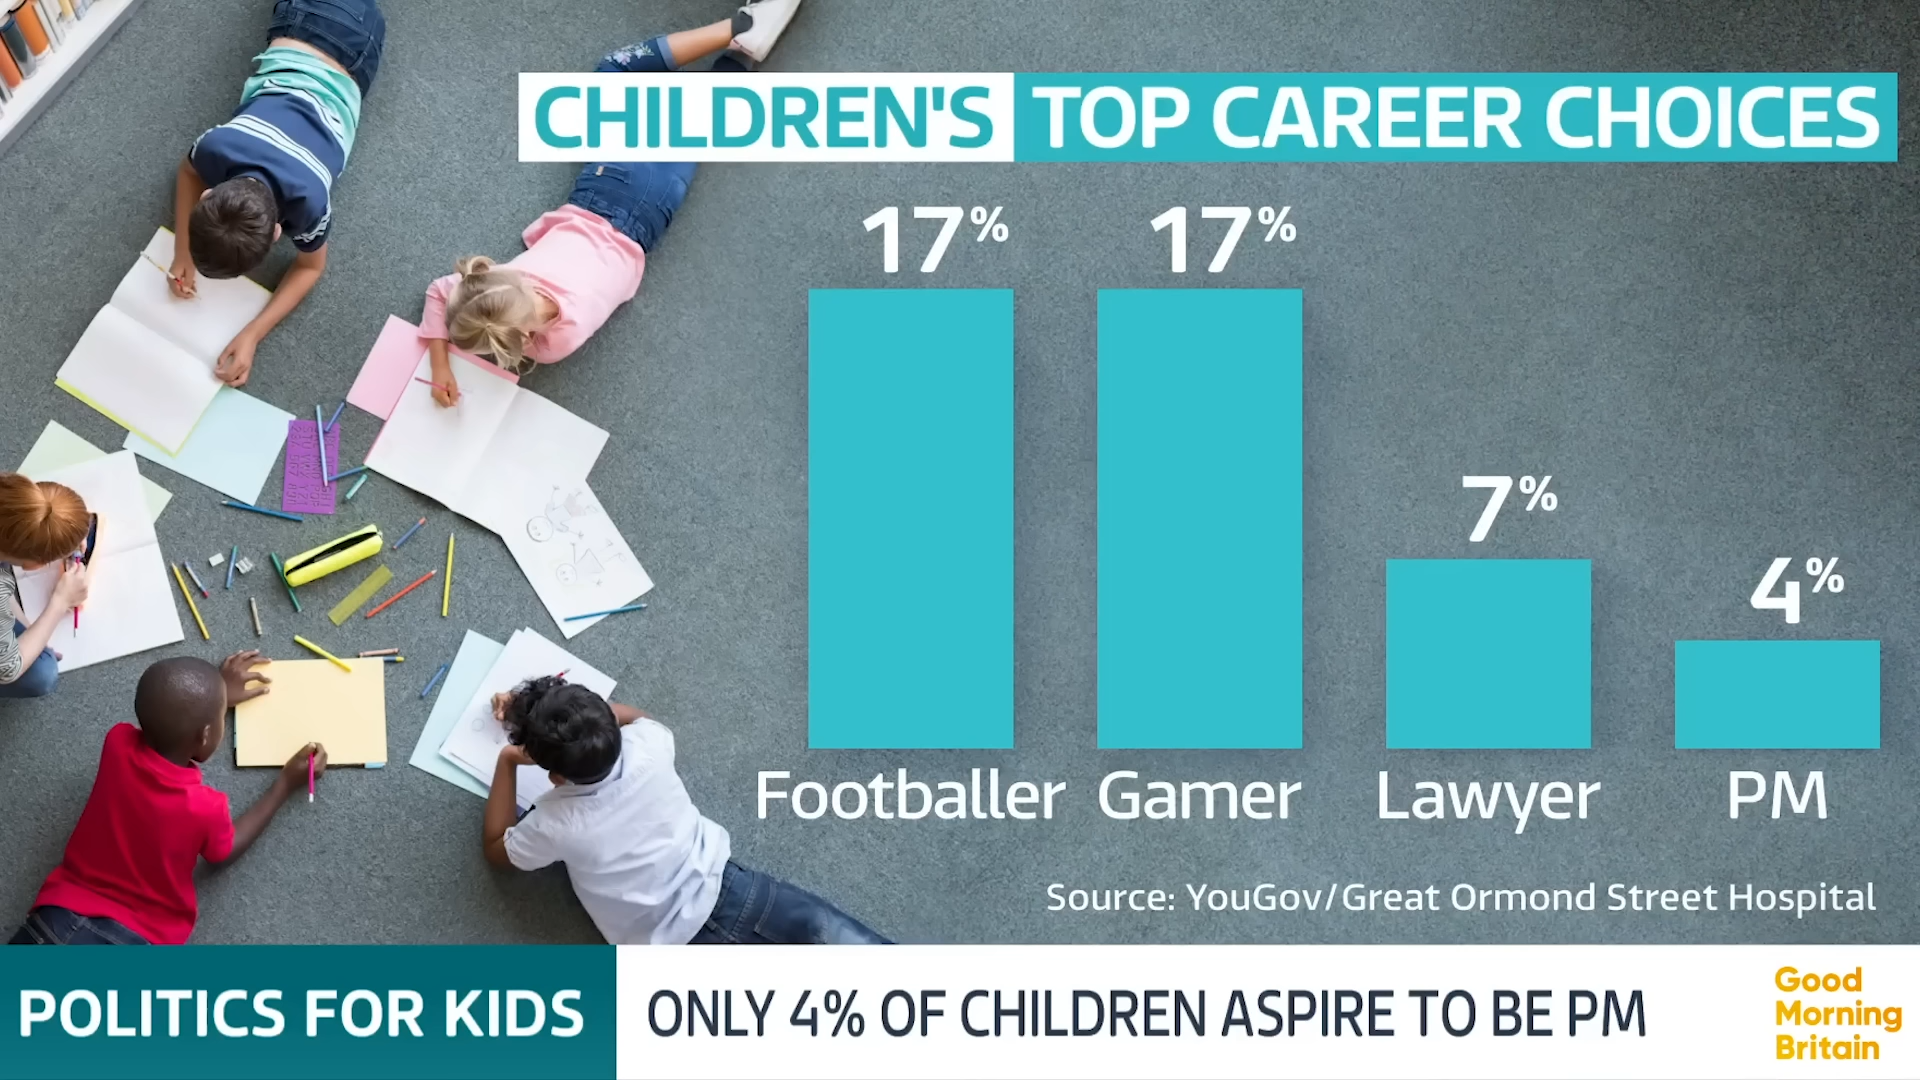 CHILDREN'S TOP CAREER CHOICES
17% 17% 7% 4%
Footballer Gamer Lawyer PM
Source: YouGov/Great Ormond Street Hospital
POLITICS FOR KIDS ONLY 4% OF CHILDREN ASPIRE TO BE PM
Good
Morning
Britain